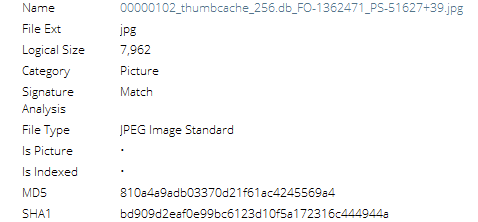 Name 00000102_thumbcache_256.db_FO-1362471_PS-51627+39.jpg
File Ext jpg
Logical Size 7,962
Category Picture
Signature Match
Analysis
File Type JPEG Image Standard
Is Picture •
Is Indexed •
MD5 810a4a9adb03370d21f61ac4245569a4
SHA1 bd909d2eaf0e99bc6123d10f5a172316c444944a